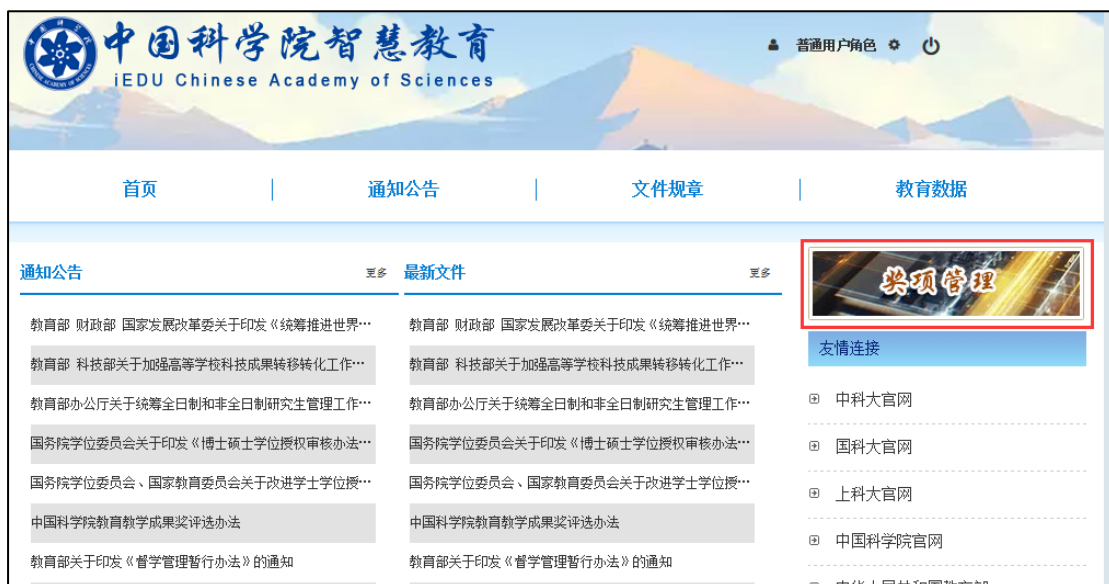 中国科学院智慧教育
iEDU Chinese Academy of Sciences
普通用户角色
首页
通知公告
文件规章
教育数据
通知公告 更多
教育部 财政部 国家发展改革委关于印发《统筹推进世界…
教育部 科技部关于加强高等学校科技成果转移转化工作…
教育部办公厅关于统筹全日制和非全日制研究生管理工作…
国务院学位委员会关于印发《博士硕士学位授权审核办法…
国务院学位委员会、国家教育委员会关于改进学士学位授…
中国科学院教育教学成果奖评选办法
教育部关于印发《督学管理暂行办法》的通知
最新文件 更多
教育部 财政部 国家发展改革委关于印发《统筹推进世界…
教育部 科技部关于加强高等学校科技成果转移转化工作…
教育部办公厅关于统筹全日制和非全日制研究生管理工作…
国务院学位委员会关于印发《博士硕士学位授权审核办法…
国务院学位委员会、国家教育委员会关于改进学士学位授…
中国科学院教育教学成果奖评选办法
教育部关于印发《督学管理暂行办法》的通知
奖项管理
友情连接
中科大官网
国科大官网
上科大官网
中国科学院官网